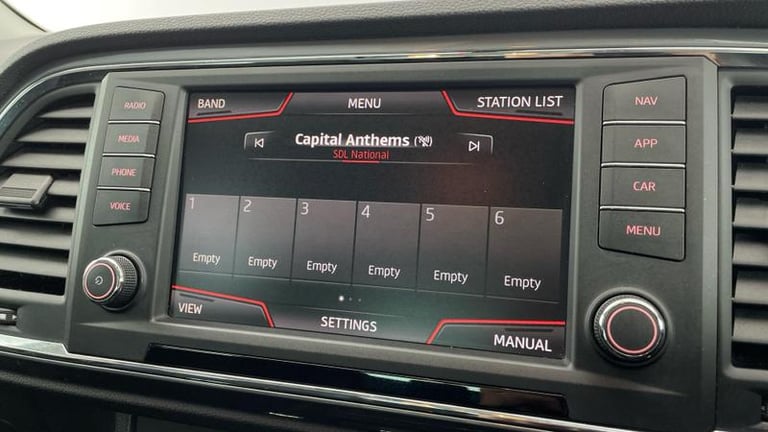 RADIO
MEDIA
PHONE
VOICE
BAND
MENU
STATION LIST
Capital Anthems
SDL National
1
2
3
4
5
6
Empty
Empty
Empty
Empty
Empty
Empty
VIEW
SETTINGS
MANUAL
NAV
APP
CAR
MENU